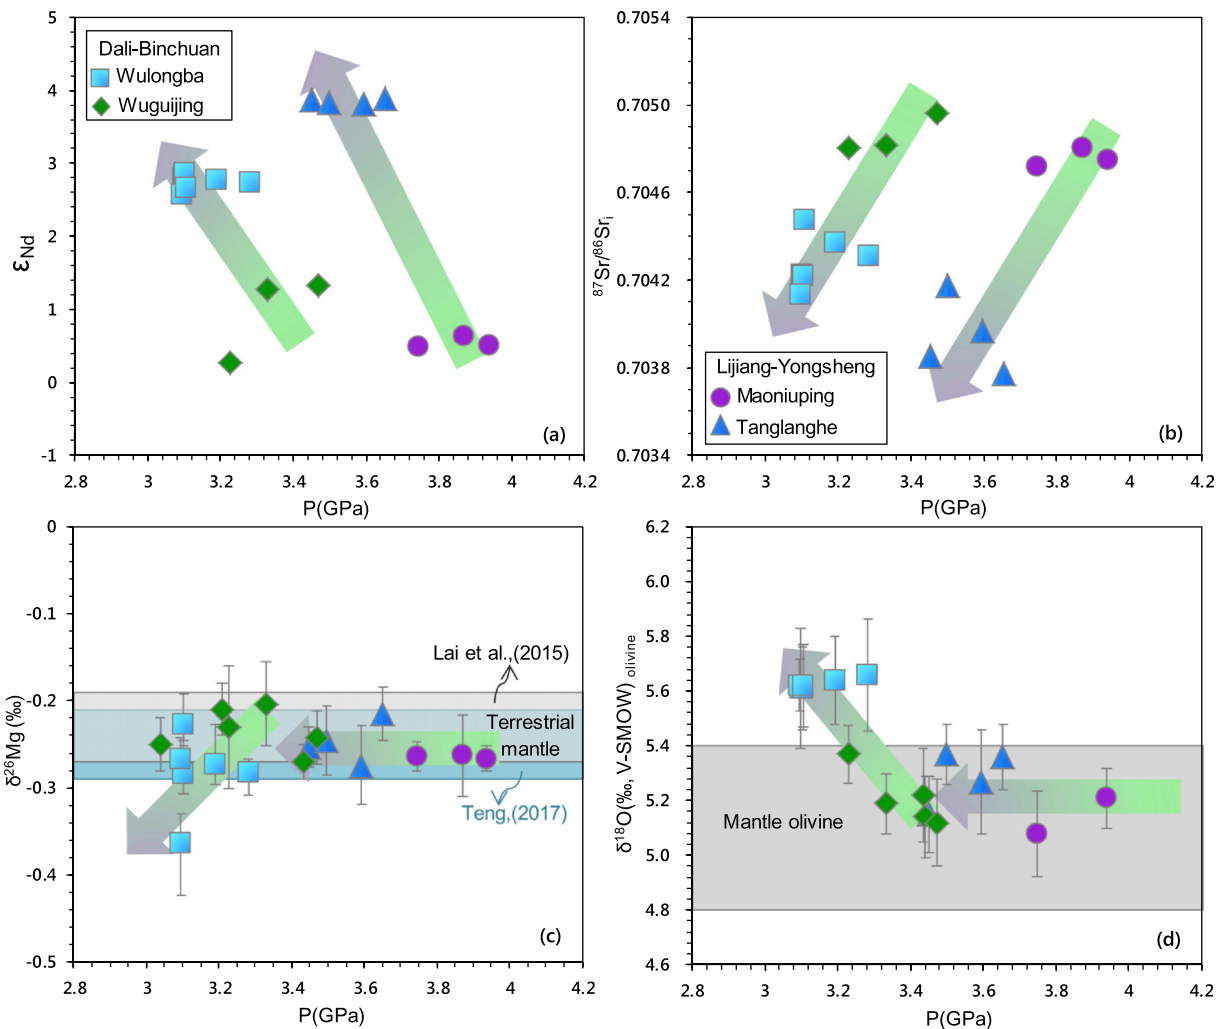 5
4
3
2
1
0
-1
εNd
Dali-Binchuan
Wulongba
Wuguijing
(a)
2.8
3
3.2
3.4
3.6
3.8
4
4.2
P(GPa)
0.7054
0.7050
0.7046
0.7042
0.7038
0.7034
⁸⁷Sr/⁸⁶Srᵢ
Lijiang-Yongsheng
Maoniuping
Tanglanghe
(b)
2.8
3
3.2
3.4
3.6
3.8
4
4.2
P(GPa)
0
-0.1
-0.2
-0.3
-0.4
-0.5
δ²⁶Mg (‰)
Lai et al.,(2015)
Terrestrial
mantle
Teng,(2017)
(c)
2.8
3
3.2
3.4
3.6
3.8
4
4.2
P(GPa)
6.2
6.0
5.8
5.6
5.4
5.2
5.0
4.8
4.6
δ¹⁸O(‰, V-SMOW) olivine
Mantle olivine
(d)
2.8
3
3.2
3.4
3.6
3.8
4
4.2
P(GPa)